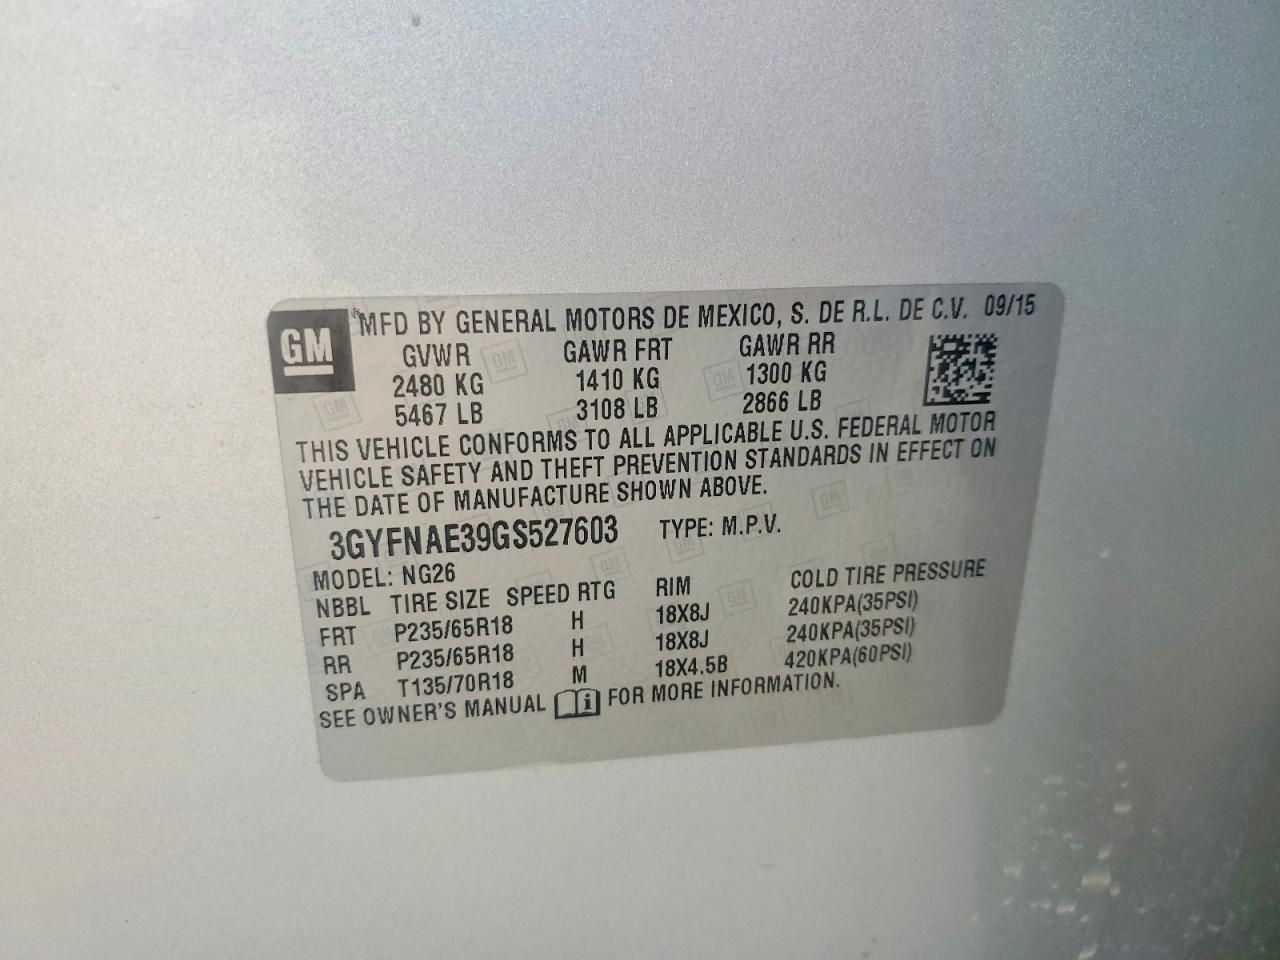 GM
® MFD BY GENERAL MOTORS DE MEXICO, S. DE R.L. DE C.V. 09/15
GVWR GAWR FRT GAWR RR
2480 KG 1410 KG 1300 KG
5467 LB 3108 LB 2866 LB
THIS VEHICLE CONFORMS TO ALL APPLICABLE U.S. FEDERAL MOTOR
VEHICLE SAFETY AND THEFT PREVENTION STANDARDS IN EFFECT ON
THE DATE OF MANUFACTURE SHOWN ABOVE.
3GYFNAE39GS527603 TYPE: M.P.V.
MODEL: NG26
NBBL TIRE SIZE SPEED RTG RIM COLD TIRE PRESSURE
FRT P235/65R18 H 18X8J 240KPA(35PSI)
RR P235/65R18 H 18X8J 240KPA(35PSI)
SPA T135/70R18 M 18X4.5B 420KPA(60PSI)
SEE OWNER'S MANUAL i FOR MORE INFORMATION.